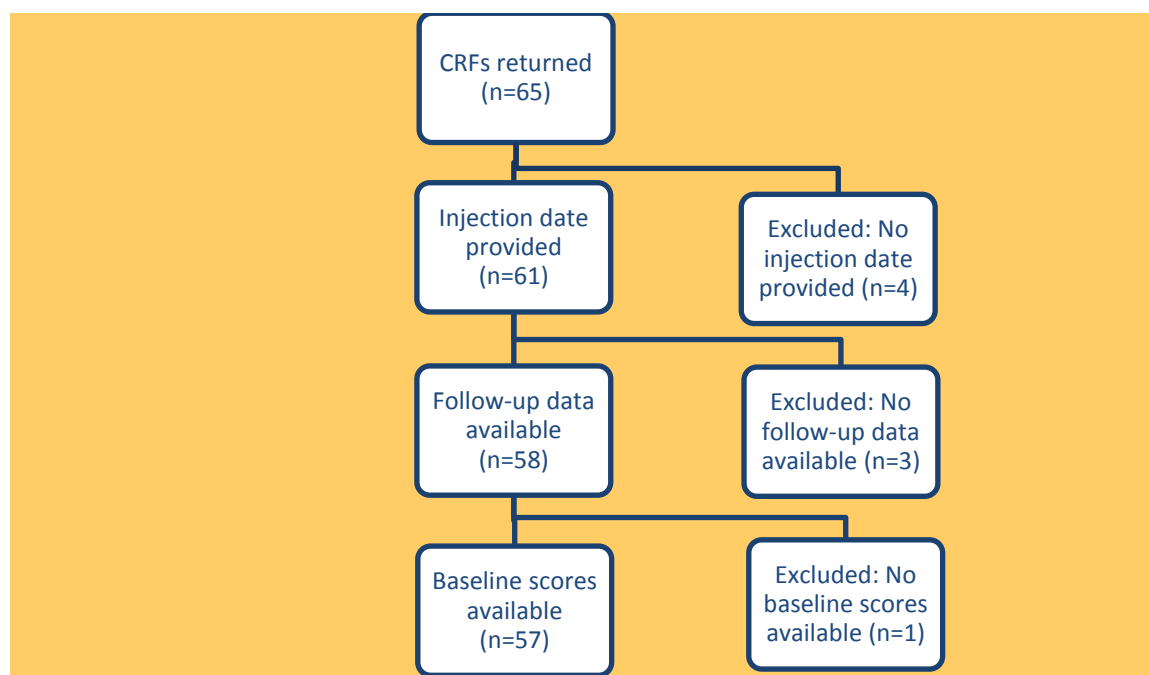 CRFs returned
(n=65)
Injection date
provided
(n=61)
Excluded: No
injection date
provided (n=4)
Follow-up data
available
(n=58)
Excluded: No
follow-up data
available (n=3)
Baseline scores
available
(n=57)
Excluded: No
baseline scores
available (n=1)